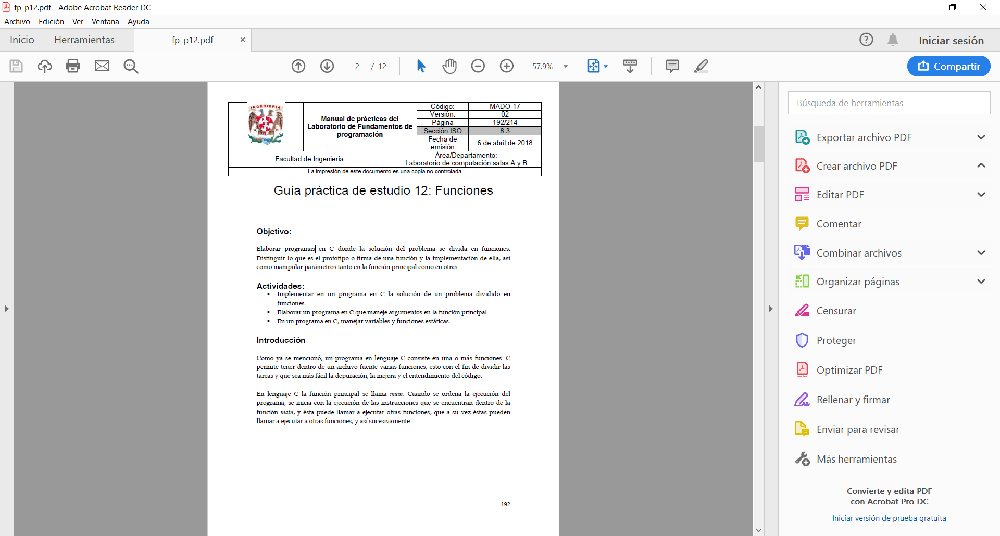 fp_p12.pdf - Adobe Acrobat Reader DC
Archivo Edición Ver Ventana Ayuda
Inicio Herramientas fp_p12.pdf Iniciar sesión
2 / 12 57.9% Compartir
INGENIERIA
Manual de prácticas del
Laboratorio de Fundamentos de
programación
Código: MADO-17
Versión: 02
Página 192/214
Sección ISO 8.3
Fecha de
emisión
6 de abril de 2018
Facultad de Ingeniería
Área/Departamento:
Laboratorio de computación salas A y B
La impresión de este documento es una copia no controlada
Guía práctica de estudio 12: Funciones
Objetivo:
Elaborar programas en C donde la solución del problema se divida en funciones.
Distinguir lo que es el prototipo o firma de una función y la implementación de ella, así
como manipular parámetros tanto en la función principal como en otras.
Actividades:
▪ Implementar en un programa en C la solución de un problema dividido en
funciones.
▪ Elaborar un programa en C que maneje argumentos en la función principal.
▪ En un programa en C, manejar variables y funciones estáticas.
Introducción
Como ya se mencionó, un programa en lenguaje C consiste en una o más funciones. C
permite tener dentro de un archivo fuente varias funciones, esto con el fin de dividir las
tareas y que sea más fácil la depuración, la mejora y el entendimiento del código.
En lenguaje C la función principal se llama main. Cuando se ordena la ejecución del
programa, se inicia con la ejecución de las instrucciones que se encuentran dentro de la
función main, y ésta puede llamar a ejecutar otras funciones, que a su vez éstas pueden
llamar a ejecutar a otras funciones, y así sucesivamente.
192
Búsqueda de herramientas
Exportar archivo PDF
Crear archivo PDF
Editar PDF
Comentar
Combinar archivos
Organizar páginas
Censurar
Proteger
Optimizar PDF
Rellenar y firmar
Enviar para revisar
Más herramientas
Convierte y edita PDF
con Acrobat Pro DC
Iniciar versión de prueba gratuita